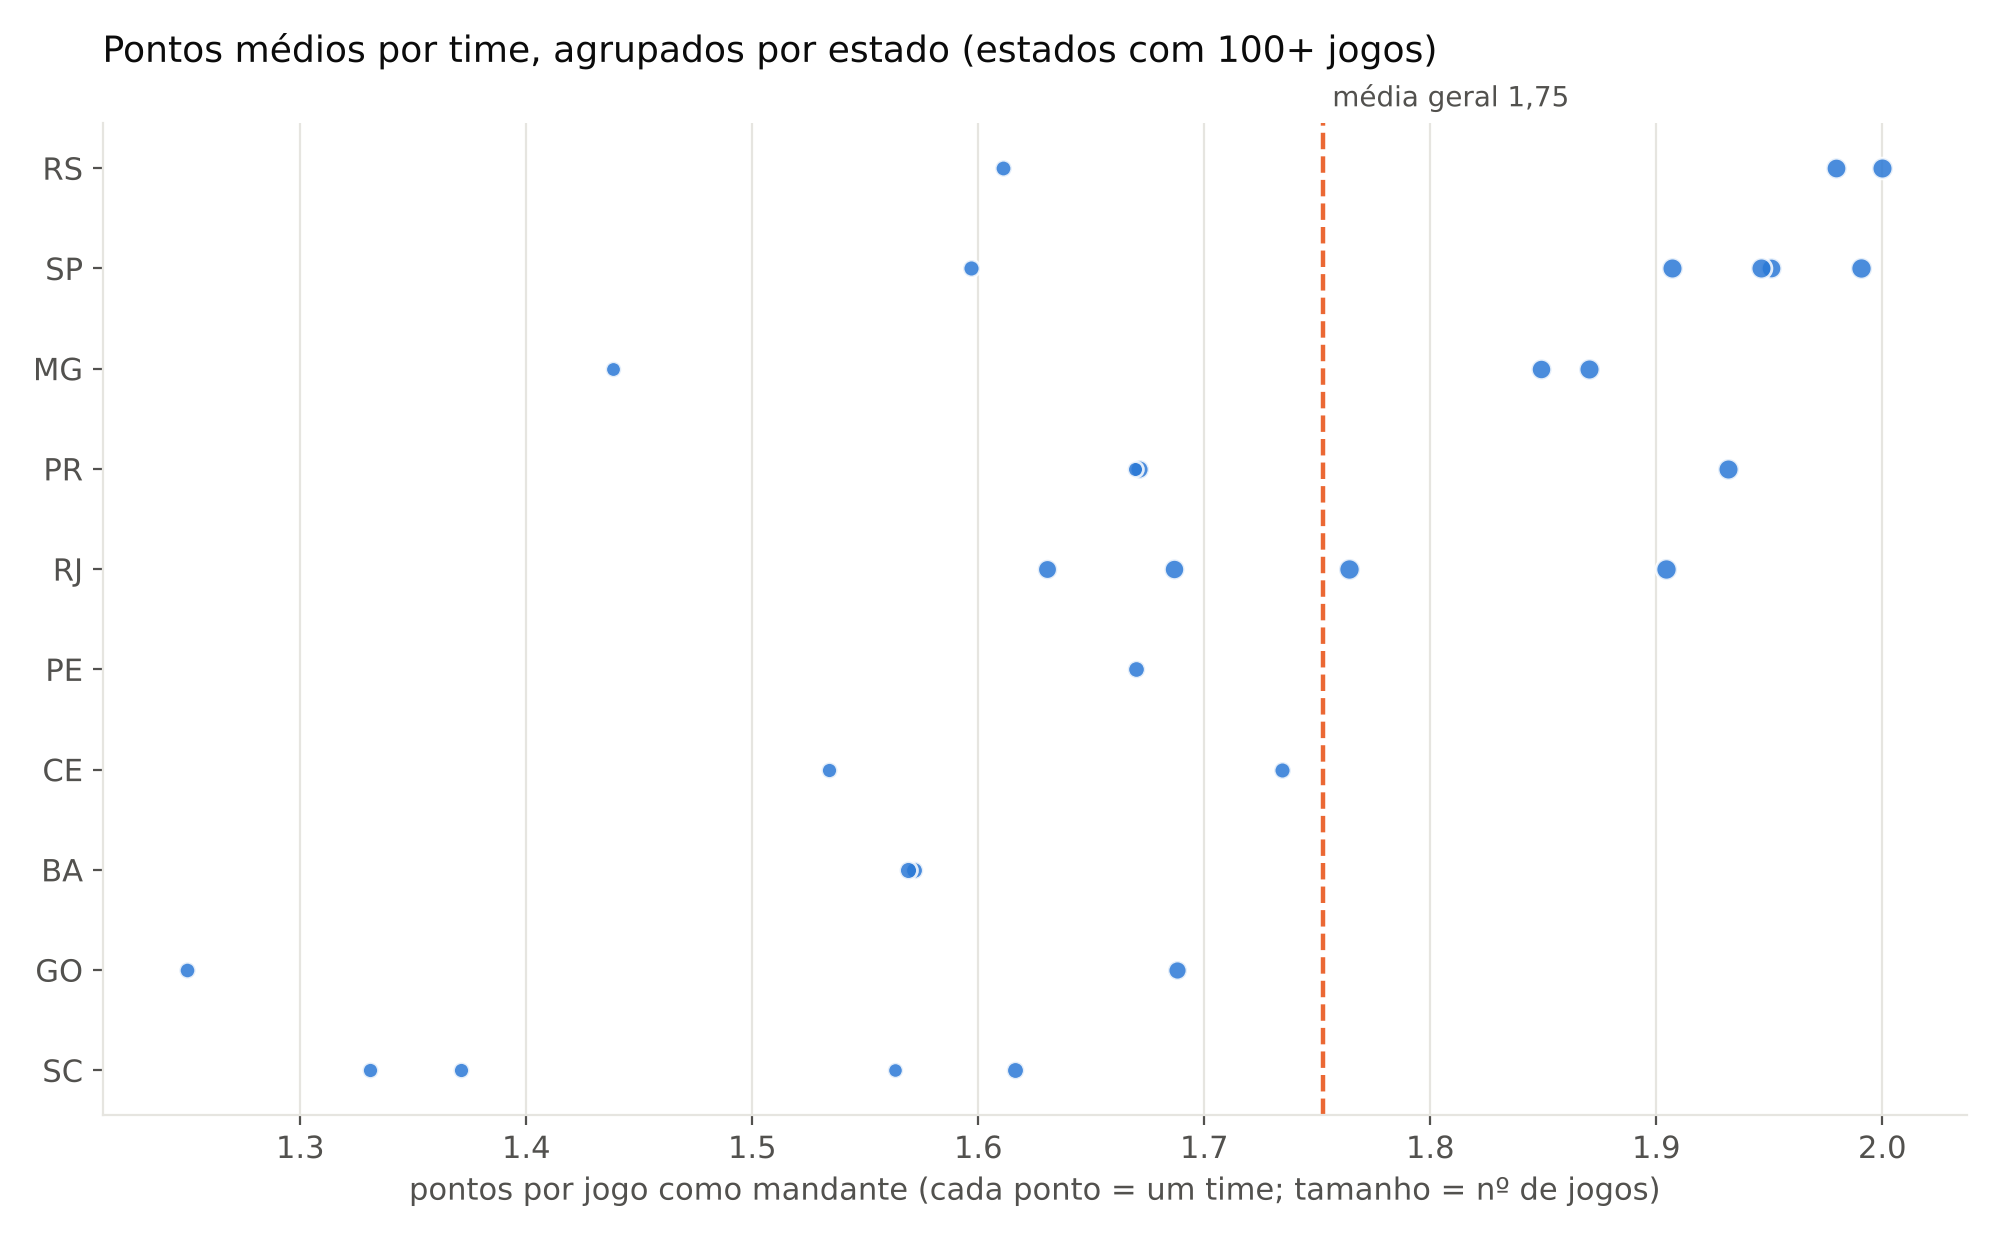 Pontos médios por time, agrupados por estado (estados com 100+ jogos)
média geral 1,75
RS
SP
MG
PR
RJ
PE
CE
BA
GO
SC
1.3 1.4 1.5 1.6 1.7 1.8 1.9 2.0
pontos por jogo como mandante (cada ponto = um time; tamanho = nº de jogos)